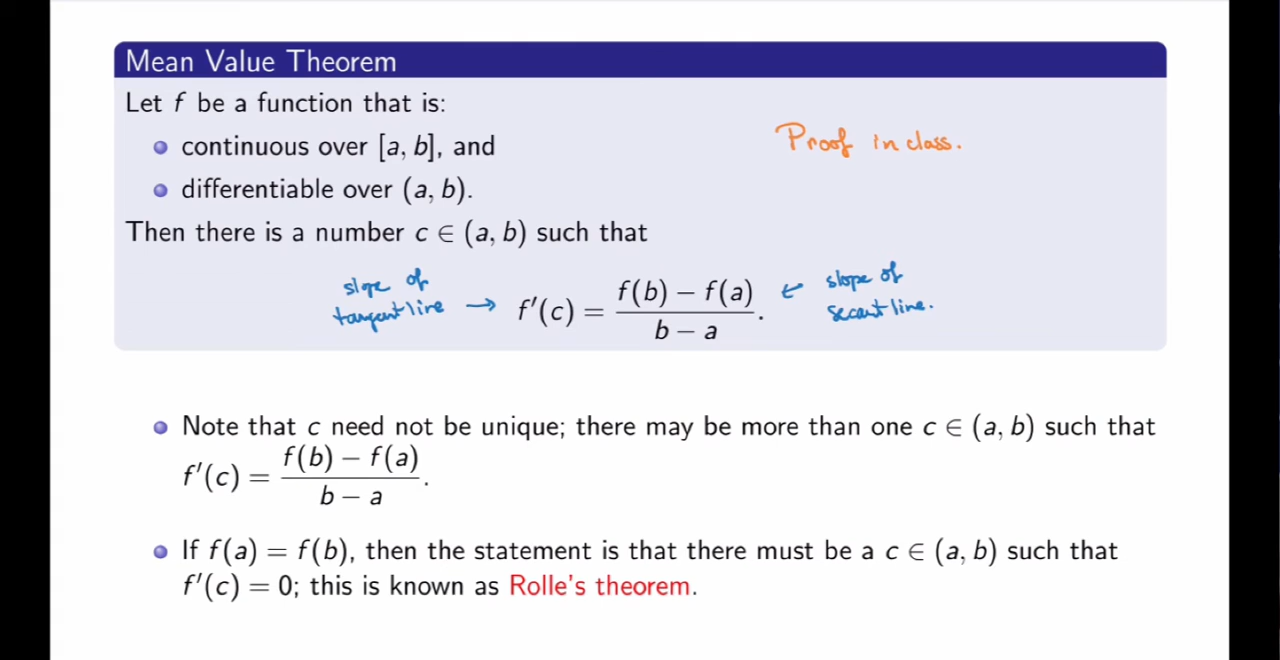 Mean Value Theorem
Let f be a function that is:
continuous over [a, b], and
Proof in class.
differentiable over (a, b).
Then there is a number c ∈ (a, b) such that
slope of
tangent line → f′(c) = f(b) − f(a) / b − a . ← slope of
secant line.
Note that c need not be unique; there may be more than one c ∈ (a, b) such that
f′(c) = f(b) − f(a) / b − a .
If f(a) = f(b), then the statement is that there must be a c ∈ (a, b) such that
f′(c) = 0; this is known as Rolle's theorem.